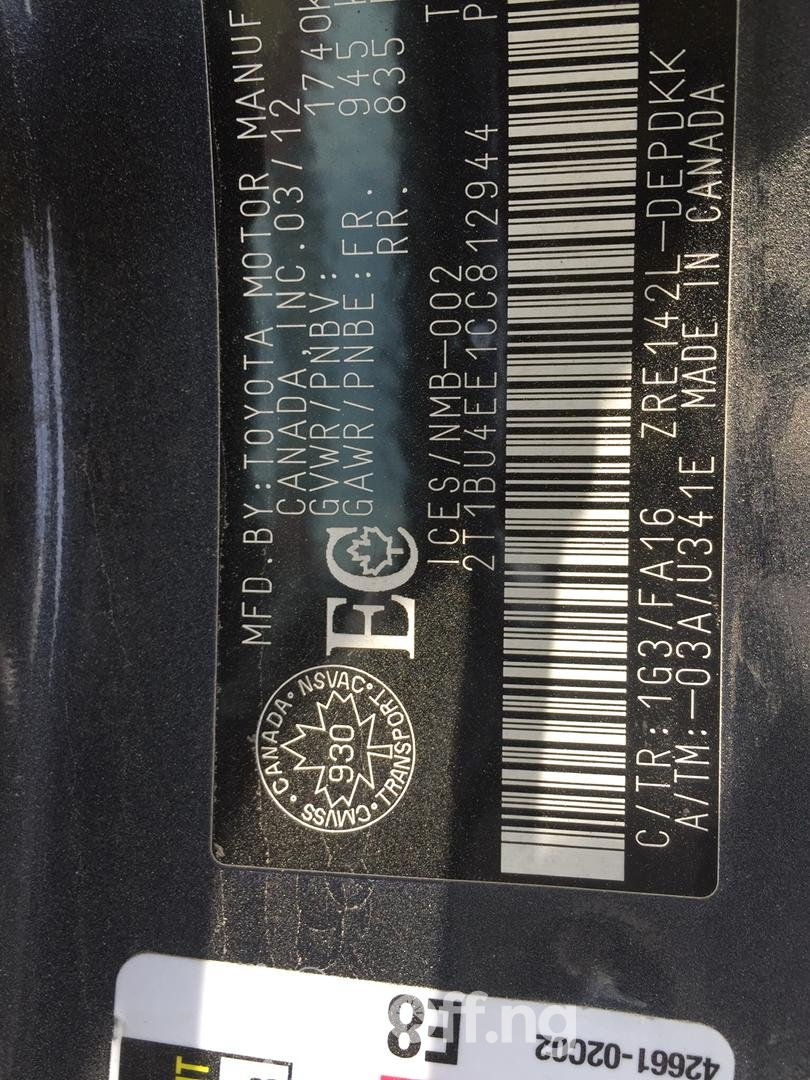 MFD.BY:TOYOTA MOTOR MANUF
CANADA,INC.03/12
GVWR/PNBV: 1740K
GAWR/PNBE:FR. 945
RR. 835
ICES/NMB-002
2T1BU4EE1CC812944
C/TR:1G3/FA16 ZRE142L-DEPDKK
A/TM:-03A/U341E MADE IN CANADA
EC
CANADA · NSVAC · TRANSPORT · CMVSS ·
930
42661-02C02